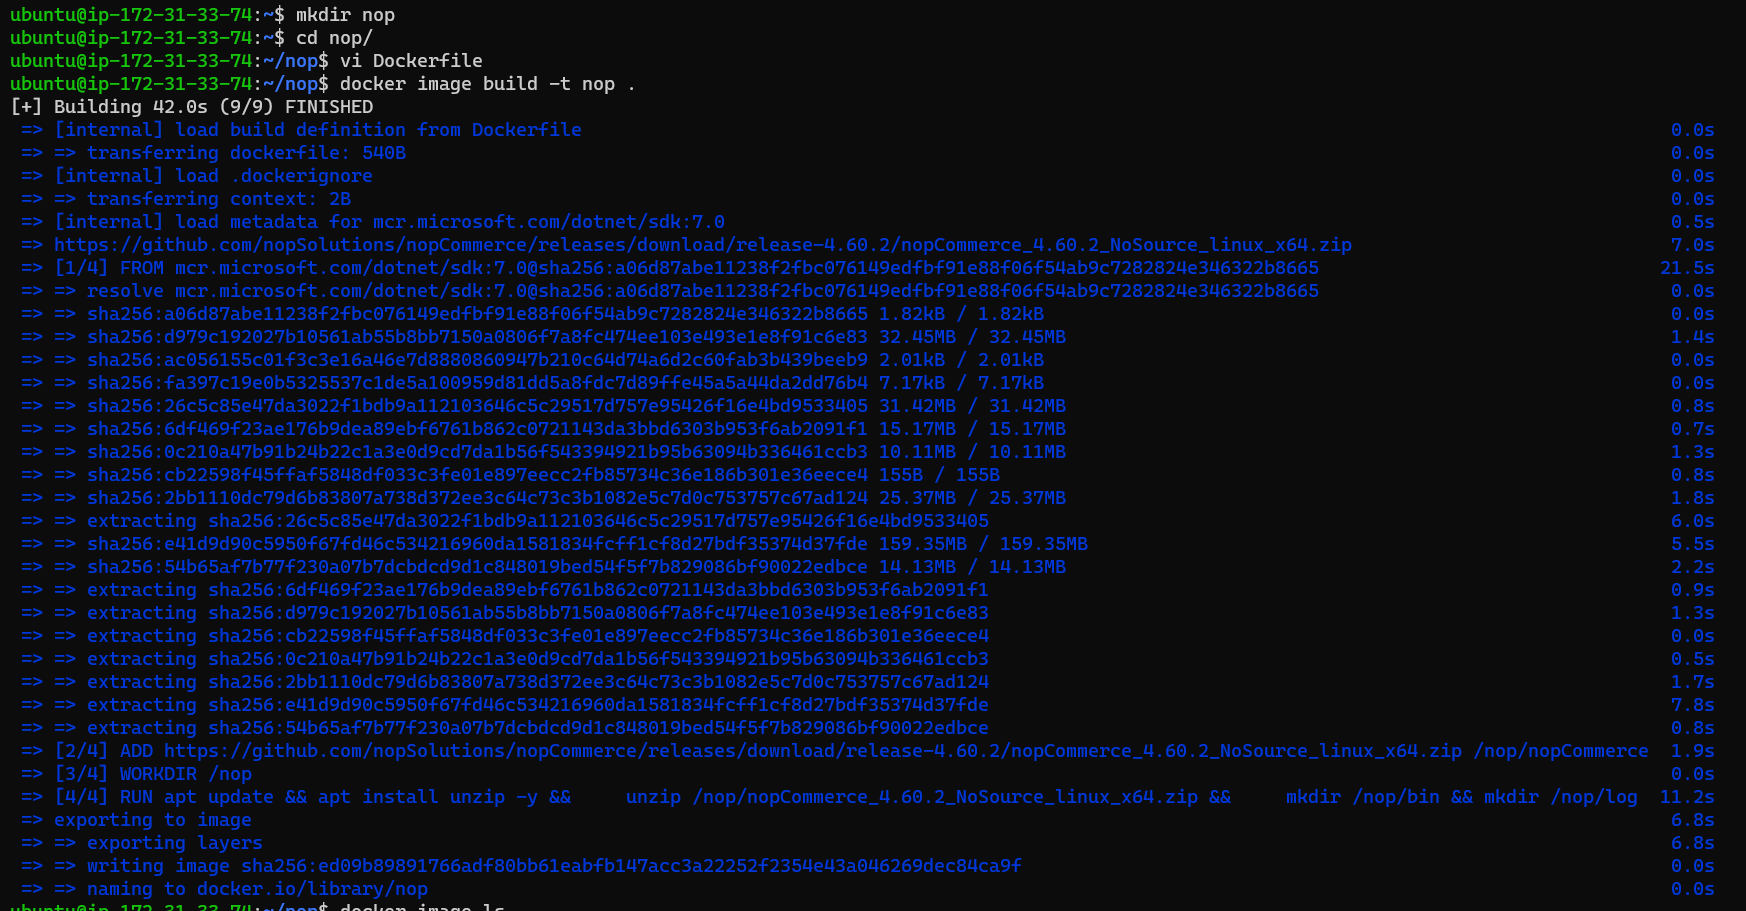 ubuntu@ip-172-31-33-74:~$ mkdir nop
ubuntu@ip-172-31-33-74:~$ cd nop/
ubuntu@ip-172-31-33-74:~/nop$ vi Dockerfile
ubuntu@ip-172-31-33-74:~/nop$ docker image build -t nop .
[+] Building 42.0s (9/9) FINISHED
=> [internal] load build definition from Dockerfile 0.0s
=> => transferring dockerfile: 540B 0.0s
=> [internal] load .dockerignore 0.0s
=> => transferring context: 2B 0.0s
=> [internal] load metadata for mcr.microsoft.com/dotnet/sdk:7.0 0.5s
=> https://github.com/nopSolutions/nopCommerce/releases/download/release-4.60.2/nopCommerce_4.60.2_NoSource_linux_x64.zip 7.0s
=> [1/4] FROM mcr.microsoft.com/dotnet/sdk:7.0@sha256:a06d87abe11238f2fbc076149edfbf91e88f06f54ab9c7282824e346322b8665 21.5s
=> => resolve mcr.microsoft.com/dotnet/sdk:7.0@sha256:a06d87abe11238f2fbc076149edfbf91e88f06f54ab9c7282824e346322b8665 0.0s
=> => sha256:a06d87abe11238f2fbc076149edfbf91e88f06f54ab9c7282824e346322b8665 1.82kB / 1.82kB 0.0s
=> => sha256:d979c192027b10561ab55b8bb7150a0806f7a8fc474ee103e493e1e8f91c6e83 32.45MB / 32.45MB 1.4s
=> => sha256:ac056155c01f3c3e16a46e7d8880860947b210c64d74a6d2c60fab3b439beeb9 2.01kB / 2.01kB 0.0s
=> => sha256:fa397c19e0b5325537c1de5a100959d81dd5a8fdc7d89ffe45a5a44da2dd76b4 7.17kB / 7.17kB 0.0s
=> => sha256:26c5c85e47da3022f1bdb9a112103646c5c29517d757e95426f16e4bd9533405 31.42MB / 31.42MB 0.8s
=> => sha256:6df469f23ae176b9dea89ebf6761b862c0721143da3bbd6303b953f6ab2091f1 15.17MB / 15.17MB 0.7s
=> => sha256:0c210a47b91b24b22c1a3e0d9cd7da1b56f543394921b95b63094b336461ccb3 10.11MB / 10.11MB 1.3s
=> => sha256:cb22598f45ffaf5848df033c3fe01e897eecc2fb85734c36e186b301e36eece4 155B / 155B 0.8s
=> => sha256:2bb1110dc79d6b83807a738d372ee3c64c73c3b1082e5c7d0c753757c67ad124 25.37MB / 25.37MB 1.8s
=> => extracting sha256:26c5c85e47da3022f1bdb9a112103646c5c29517d757e95426f16e4bd9533405 6.0s
=> => sha256:e41d9d90c5950f67fd46c534216960da1581834fcff1cf8d27bdf35374d37fde 159.35MB / 159.35MB 5.5s
=> => sha256:54b65af7b77f230a07b7dcbdcd9d1c848019bed54f5f7b829086bf90022edbce 14.13MB / 14.13MB 2.2s
=> => extracting sha256:6df469f23ae176b9dea89ebf6761b862c0721143da3bbd6303b953f6ab2091f1 0.9s
=> => extracting sha256:d979c192027b10561ab55b8bb7150a0806f7a8fc474ee103e493e1e8f91c6e83 1.3s
=> => extracting sha256:cb22598f45ffaf5848df033c3fe01e897eecc2fb85734c36e186b301e36eece4 0.0s
=> => extracting sha256:0c210a47b91b24b22c1a3e0d9cd7da1b56f543394921b95b63094b336461ccb3 0.5s
=> => extracting sha256:2bb1110dc79d6b83807a738d372ee3c64c73c3b1082e5c7d0c753757c67ad124 1.7s
=> => extracting sha256:e41d9d90c5950f67fd46c534216960da1581834fcff1cf8d27bdf35374d37fde 7.8s
=> => extracting sha256:54b65af7b77f230a07b7dcbdcd9d1c848019bed54f5f7b829086bf90022edbce 0.8s
=> [2/4] ADD https://github.com/nopSolutions/nopCommerce/releases/download/release-4.60.2/nopCommerce_4.60.2_NoSource_linux_x64.zip /nop/nopCommerce 1.9s
=> [3/4] WORKDIR /nop 0.0s
=> [4/4] RUN apt update && apt install unzip -y &&     unzip /nop/nopCommerce_4.60.2_NoSource_linux_x64.zip &&     mkdir /nop/bin && mkdir /nop/log 11.2s
=> exporting to image 6.8s
=> => exporting layers 6.8s
=> => writing image sha256:ed09b89891766adf80bb61eabfb147acc3a22252f2354e43a046269dec84ca9f 0.0s
=> => naming to docker.io/library/nop 0.0s
ubuntu@ip-172-31-33-74:~/nop$ docker image ls